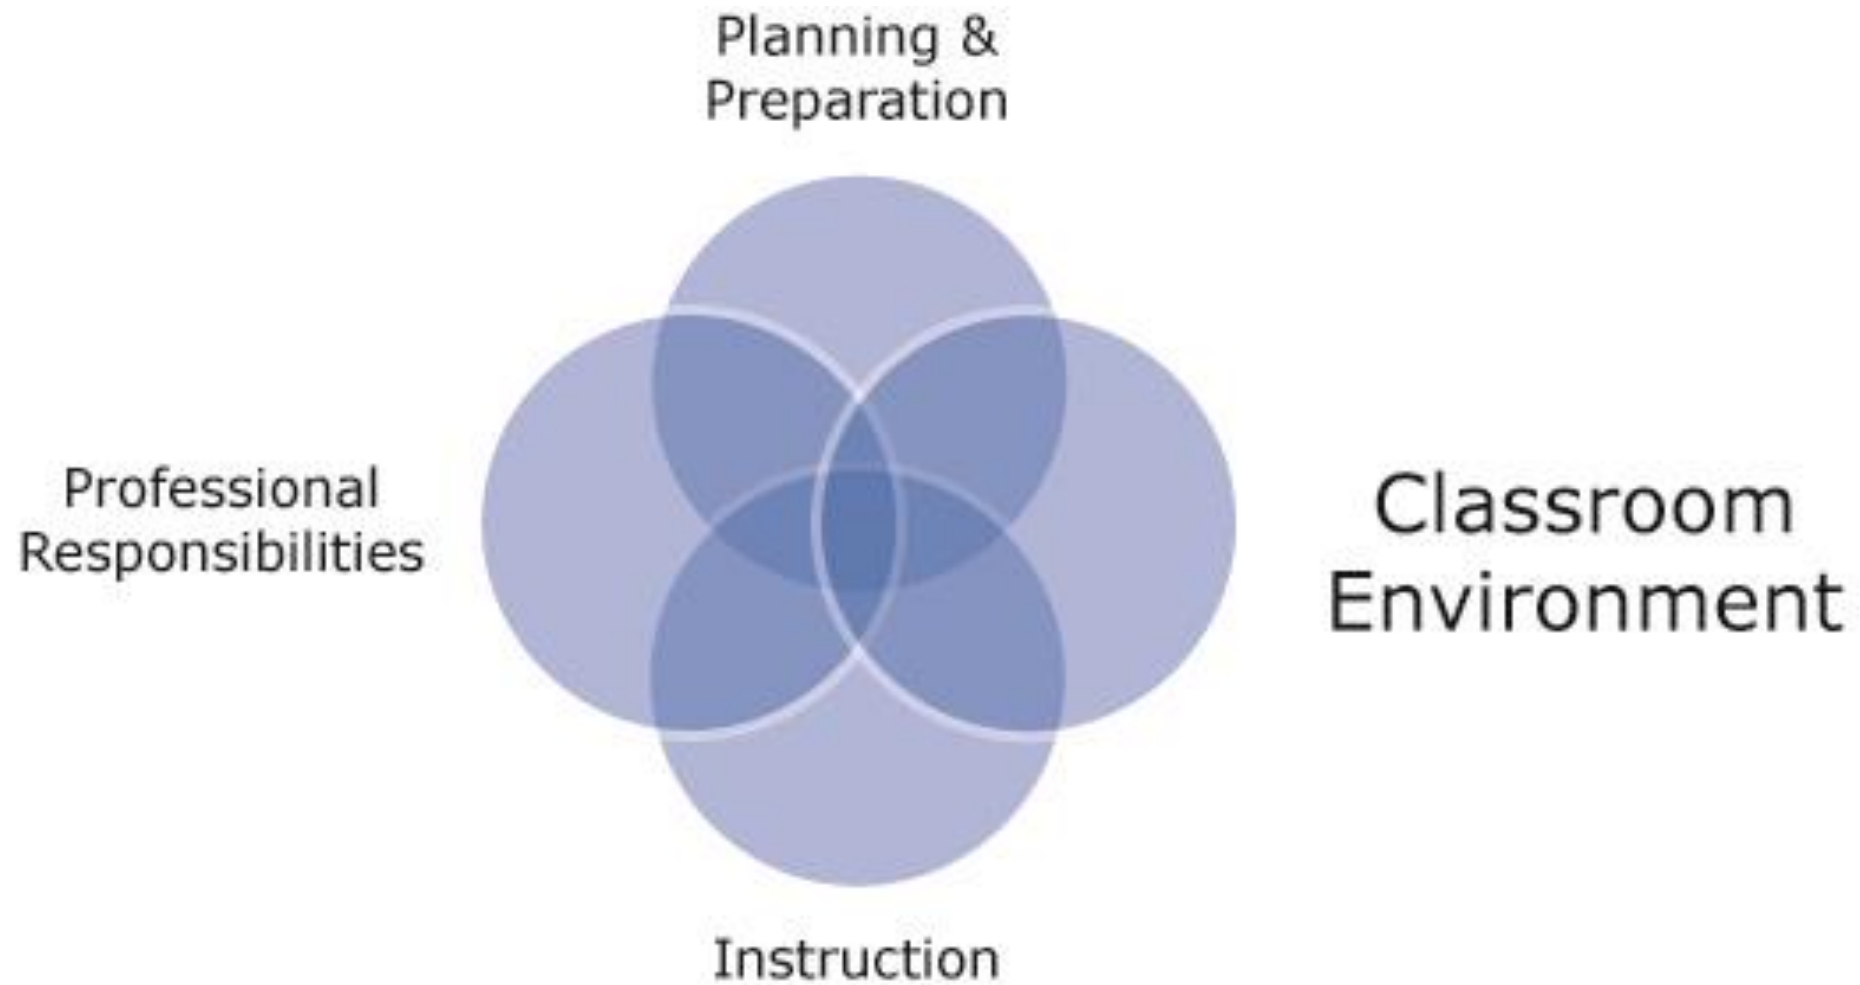 Planning &
Preparation
Professional
Responsibilities
Classroom
Environment
Instruction